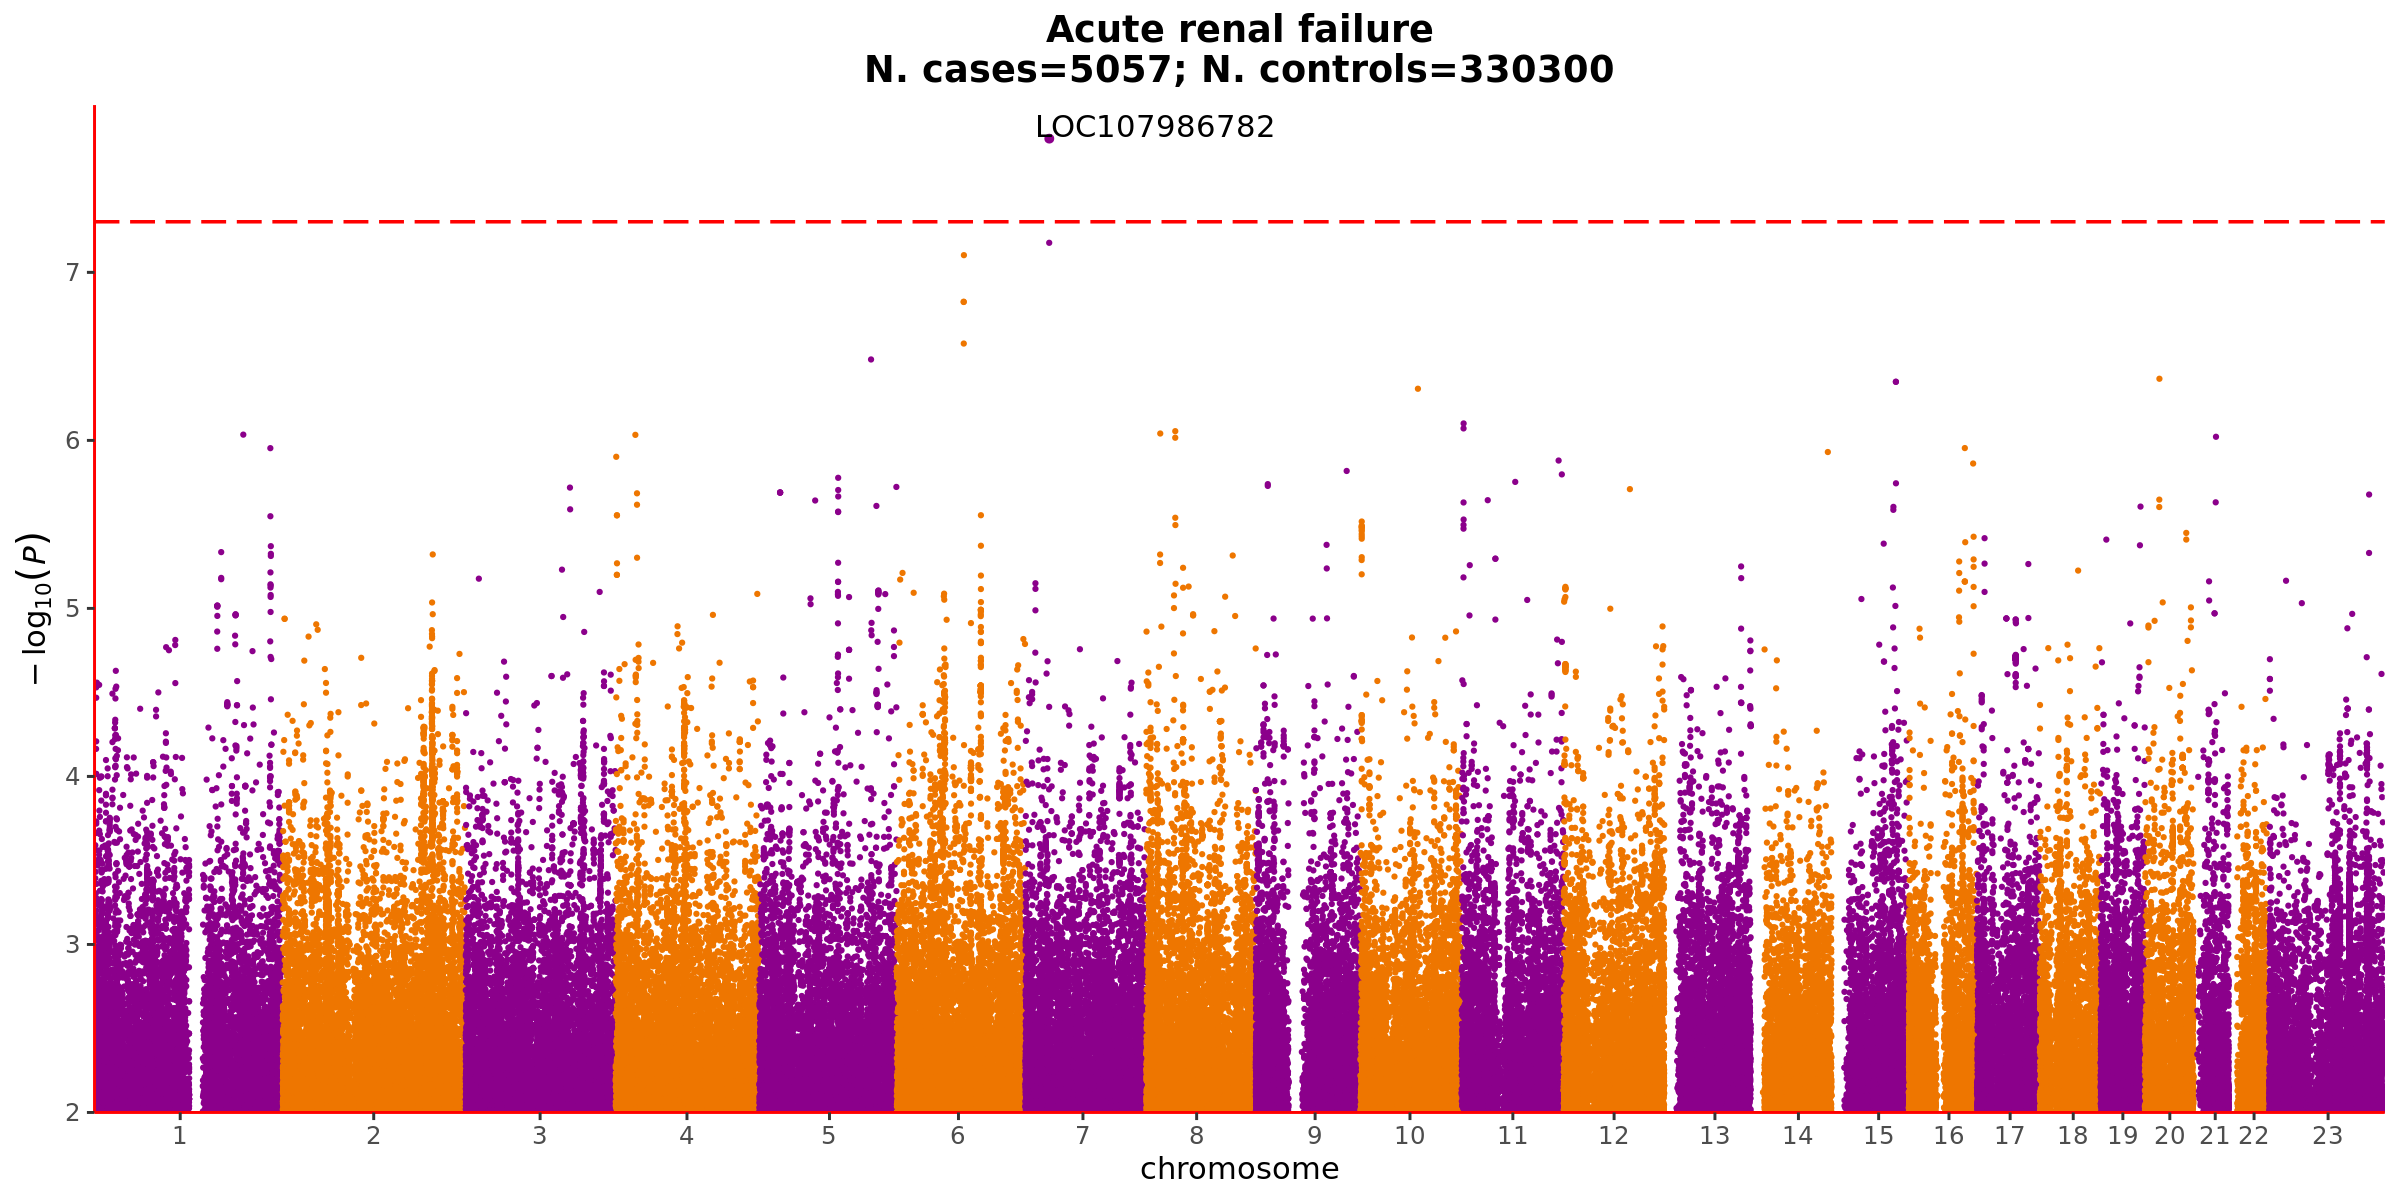 Acute renal failure
N. cases=5057; N. controls=330300
LOC107986782
−log10(P)
7
6
5
4
3
2
1 2 3 4 5 6 7 8 9 10 11 12 13 14 15 16 17 18 19 20 21 22 23
chromosome